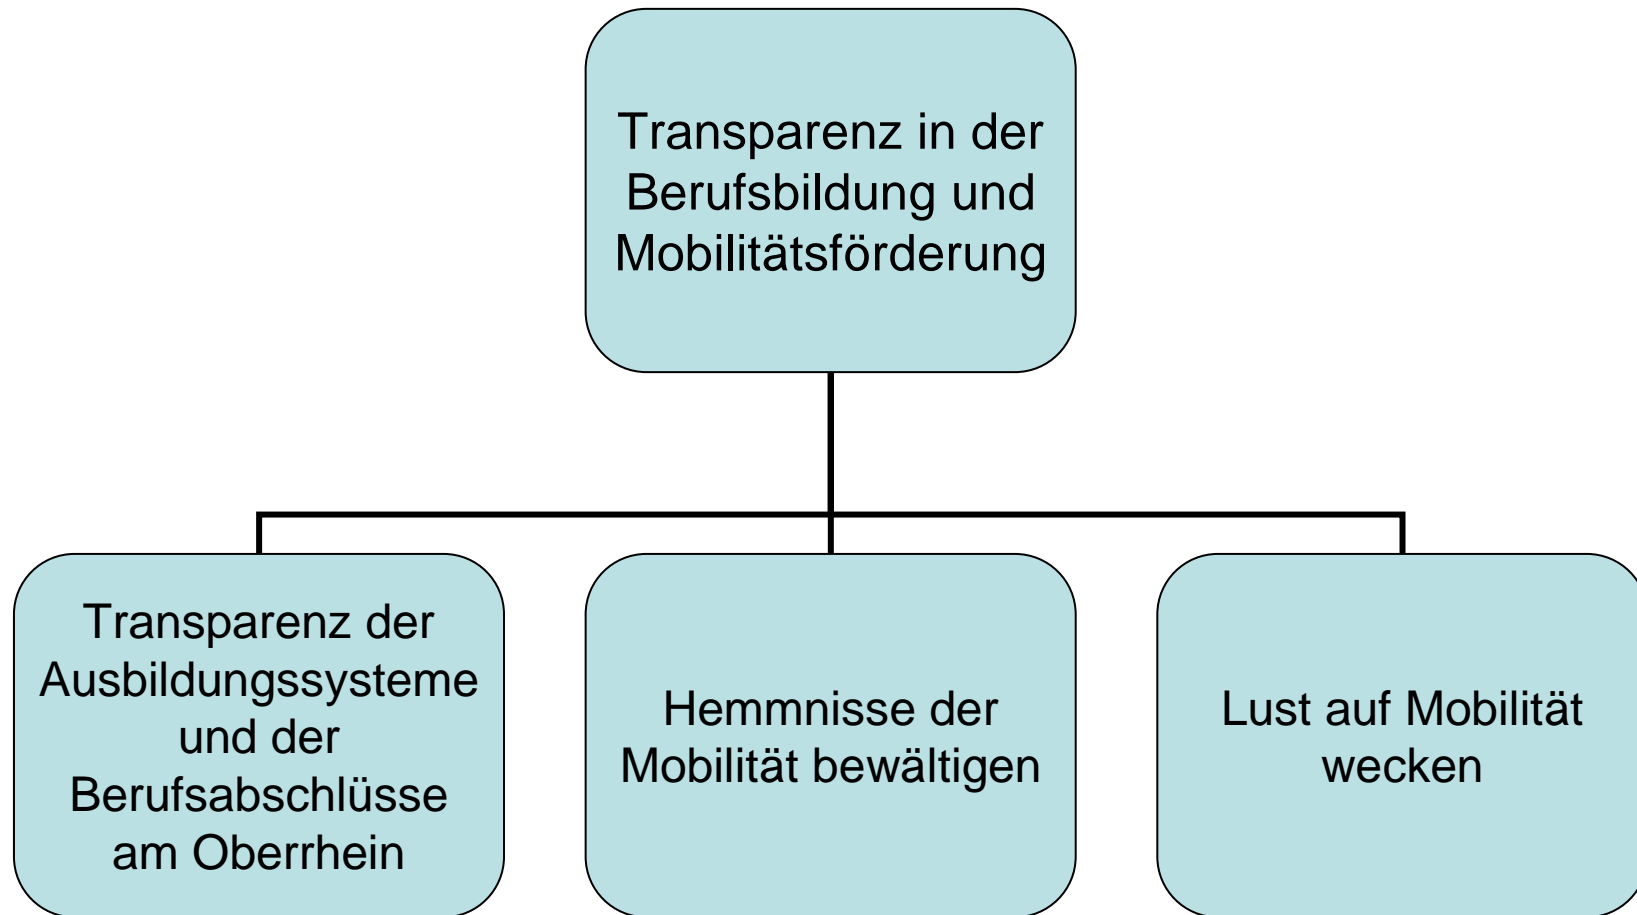 Transparenz in der
Berufsbildung und
Mobilitätsförderung
Transparenz der
Ausbildungssysteme
und der
Berufsabschlüsse
am Oberrhein
Hemmnisse der
Mobilität bewältigen
Lust auf Mobilität
wecken